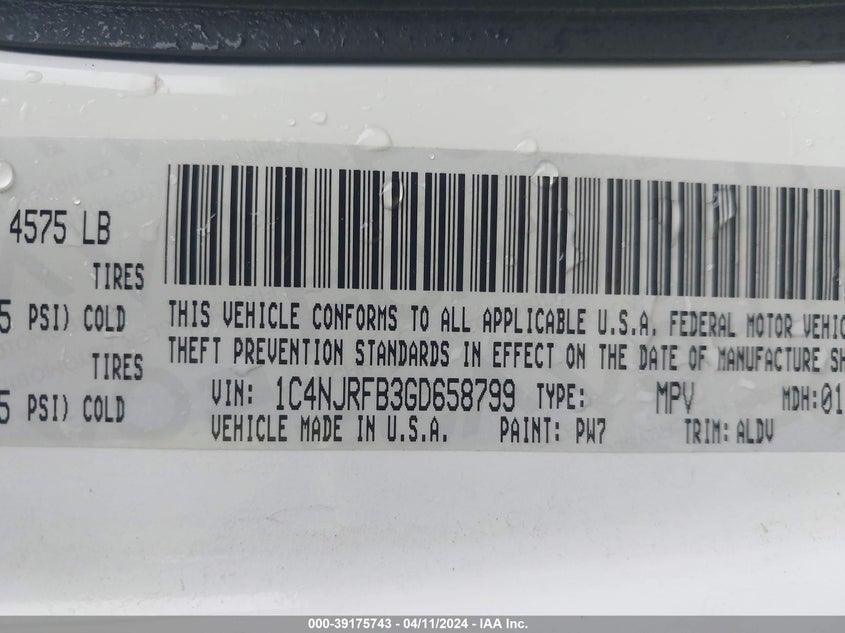 4575 LB
TIRES
5 PSI) COLD
TIRES
5 PSI) COLD
THIS VEHICLE CONFORMS TO ALL APPLICABLE U.S.A. FEDERAL MOTOR VEHIC
THEFT PREVENTION STANDARDS IN EFFECT ON THE DATE OF MANUFACTURE SH
VIN: 1C4NJRFB3GD658799 TYPE: MPV MDH:01
VEHICLE MADE IN U.S.A. PAINT: PW7 TRIM: ALDV
000-39175743 - 04/11/2024 - IAA Inc.